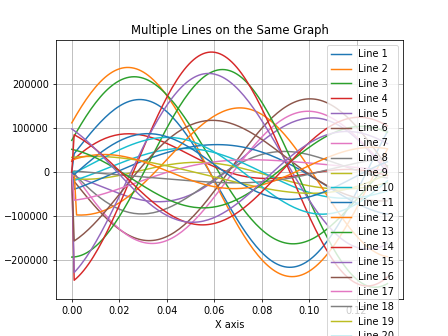 Multiple Lines on the Same Graph
200000
100000
0
−100000
−200000
0.00
0.02
0.04
0.06
0.08
0.10
X axis
Line 1
Line 2
Line 3
Line 4
Line 5
Line 6
Line 7
Line 8
Line 9
Line 10
Line 11
Line 12
Line 13
Line 14
Line 15
Line 16
Line 17
Line 18
Line 19
Line 20